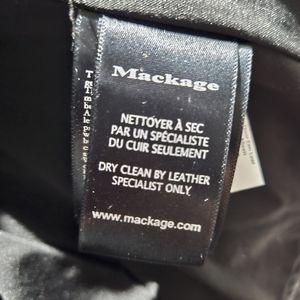 Mackage
NETTOYER À SEC
PAR UN SPÉCIALISTE
DU CUIR SEULEMENT
DRY CLEAN BY LEATHER
SPECIALIST ONLY.
www.mackage.com